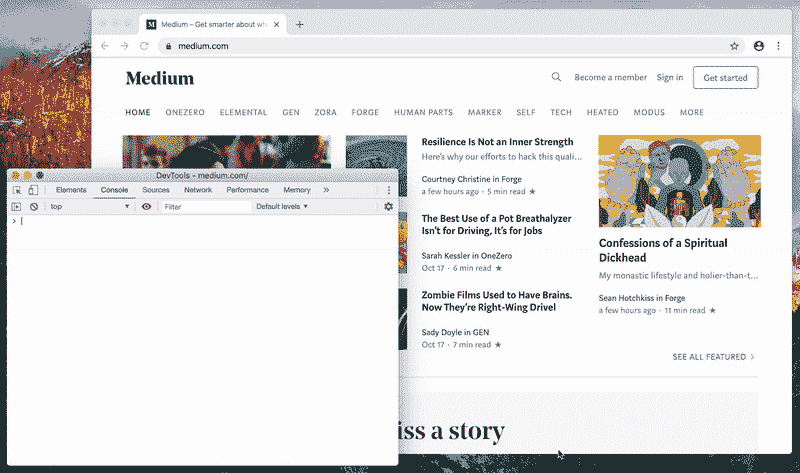 M Medium – Get smarter about wh
medium.com
Medium
Become a member Sign in Get started
HOME ONEZERO ELEMENTAL GEN ZORA FORGE HUMAN PARTS MARKER SELF TECH HEATED MODUS MORE
Resilience Is Not an Inner Strength
Here's why our efforts to hack this quali...
Courtney Christine in Forge
a few hours ago · 5 min read ★
The Best Use of a Pot Breathalyzer
Isn't for Driving, It's for Jobs
Sarah Kessler in OneZero
Oct 17 · 6 min read ★
Zombie Films Used to Have Brains.
Now They're Right-Wing Drivel
Sady Doyle in GEN
Oct 17 · 7 min read ★
Confessions of a Spiritual
Dickhead
My monastic lifestyle and holier-than-t...
Sean Hotchkiss in Forge
a few hours ago · 11 min read ★
SEE ALL FEATURED >
iss a story
DevTools - medium.com/
Elements Console Sources Network Performance Memory »
top ▼ Filter Default levels ▼
>